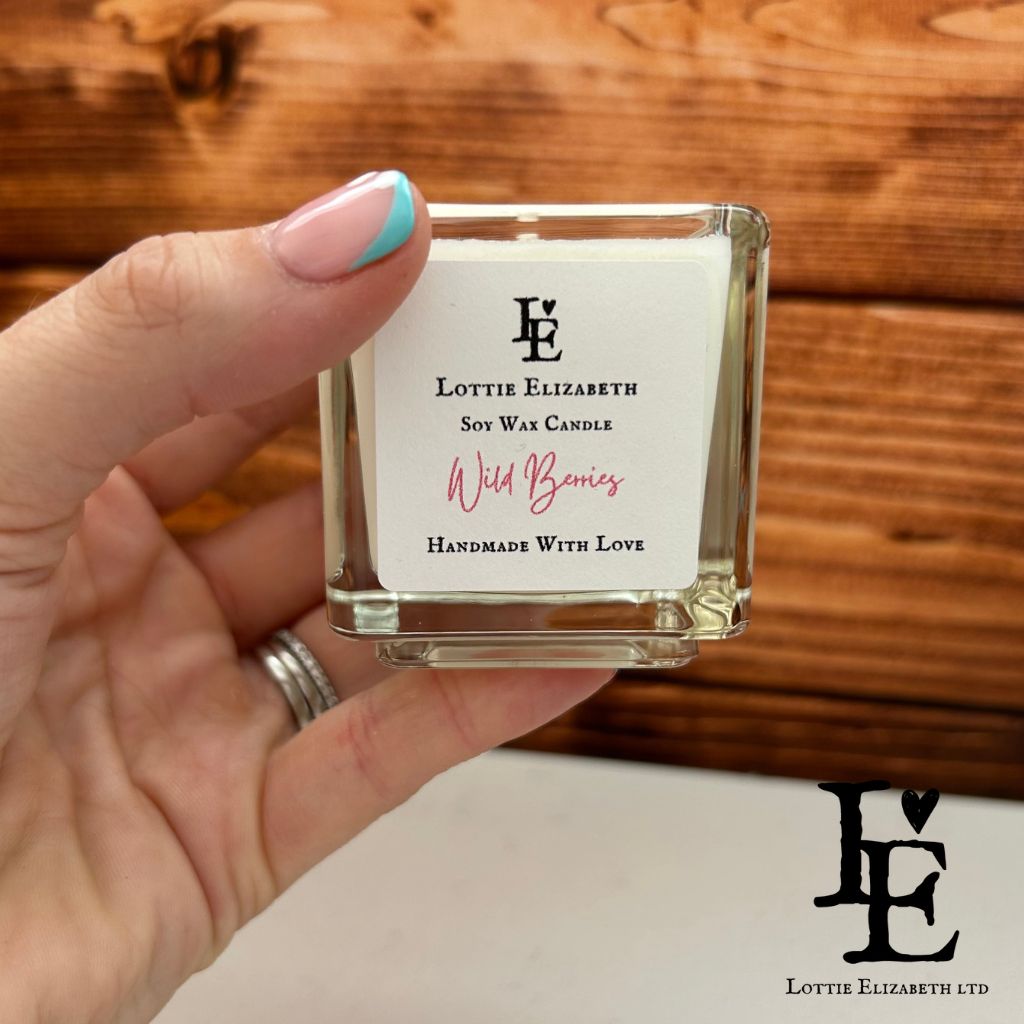 LE
Lottie Elizabeth
Soy Wax Candle
Wild Berries
Handmade With Love
LE
Lottie Elizabeth Ltd